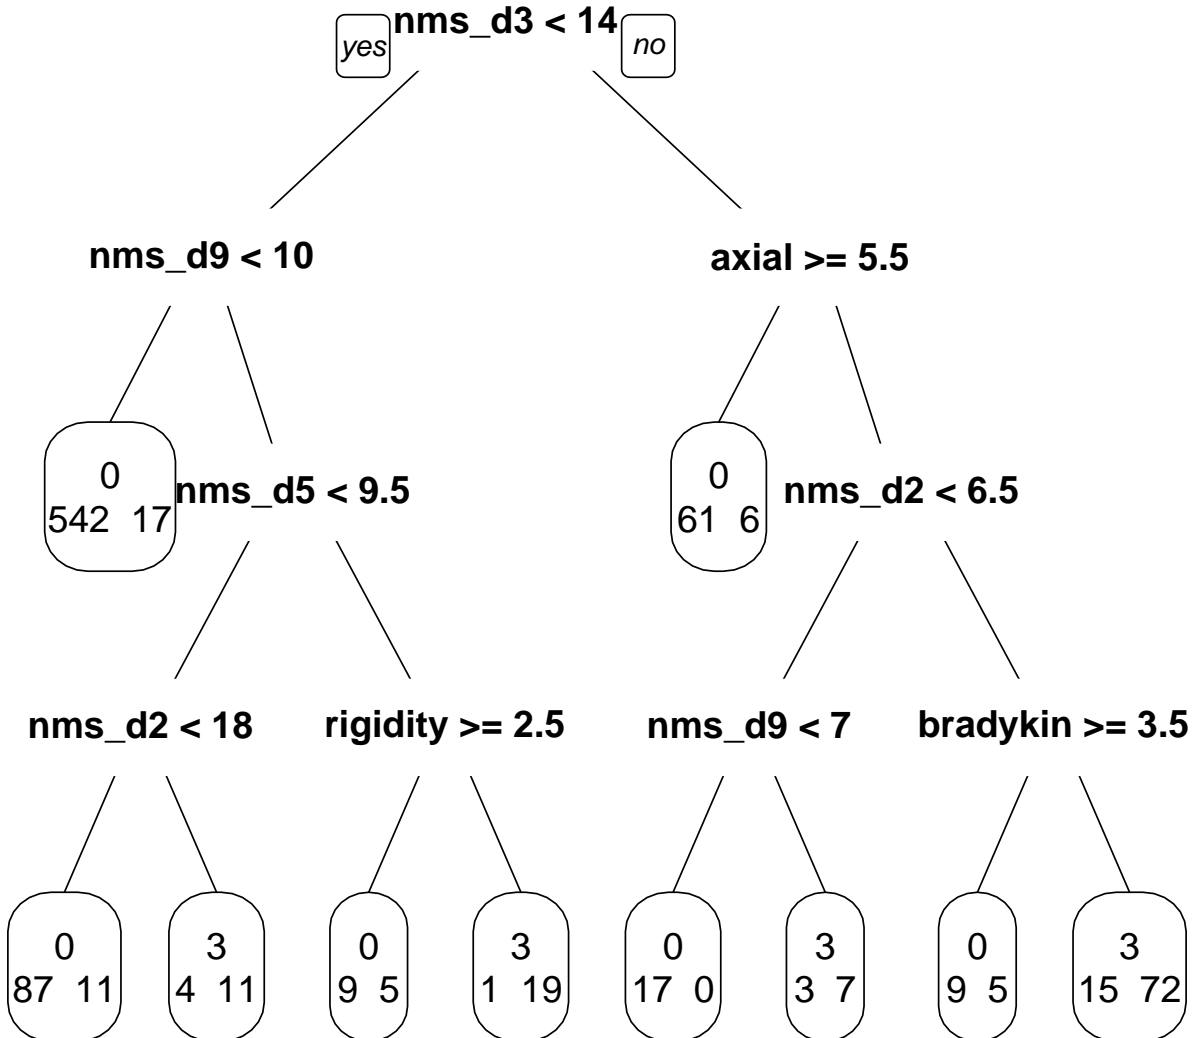 nms_d3 < 14
yes no
nms_d9 < 10 axial >= 5.5
0 0
542 17 61 6
nms_d5 < 9.5 nms_d2 < 6.5
nms_d2 < 18 rigidity >= 2.5 nms_d9 < 7 bradykin >= 3.5
0 3 0 3 0 3 0 3
87 11 4 11 9 5 1 19 17 0 3 7 9 5 15 72